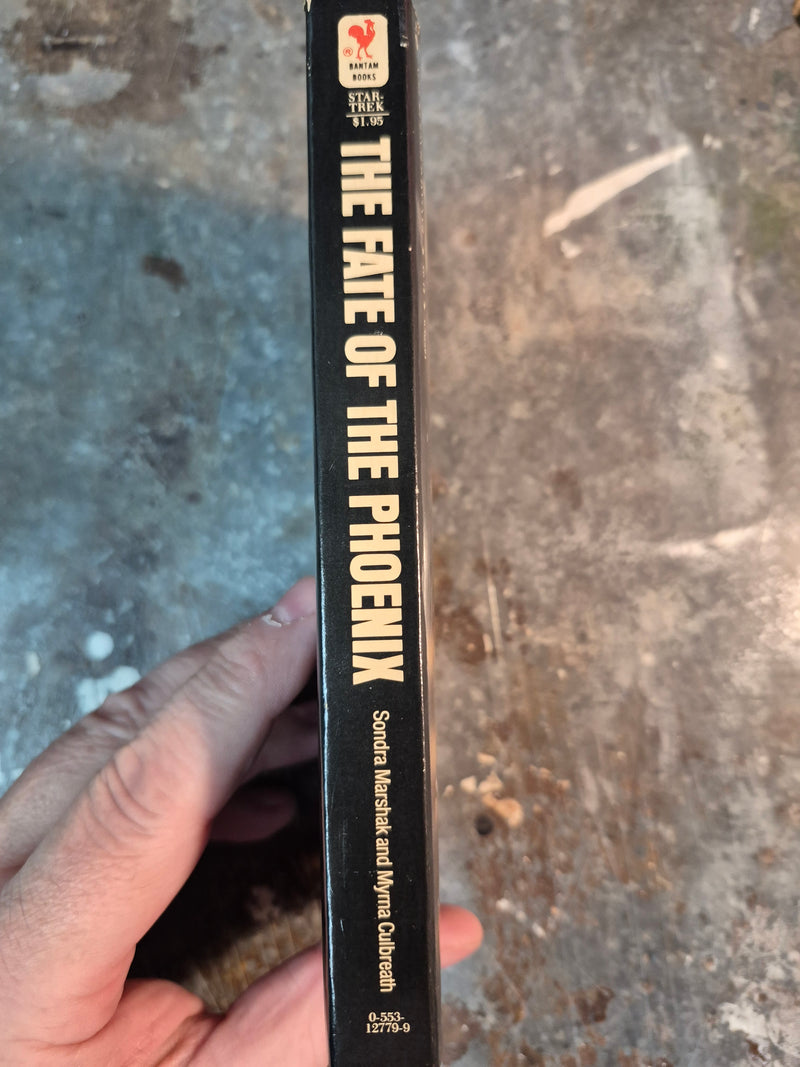 ®
BANTAM
BOOKS
STAR-
TREK
$1.95
THE FATE OF THE PHOENIX
Sondra Marshak and Myrna Culbreath
0-553-
12779-9